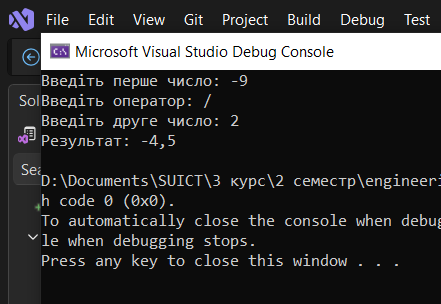 File Edit View Git Project Build Debug Te
Microsoft Visual Studio Debug Console
Введіть перше число: -9
Введіть оператор: /
Введіть друге число: 2
Результат: -4,5
Sol
D:\Documents\SUICT\3 курс\2 семестр\engineeri
Sea
h code 0 (0x0).
To automatically close the console when debug
le when debugging stops.
Press any key to close this window . . .